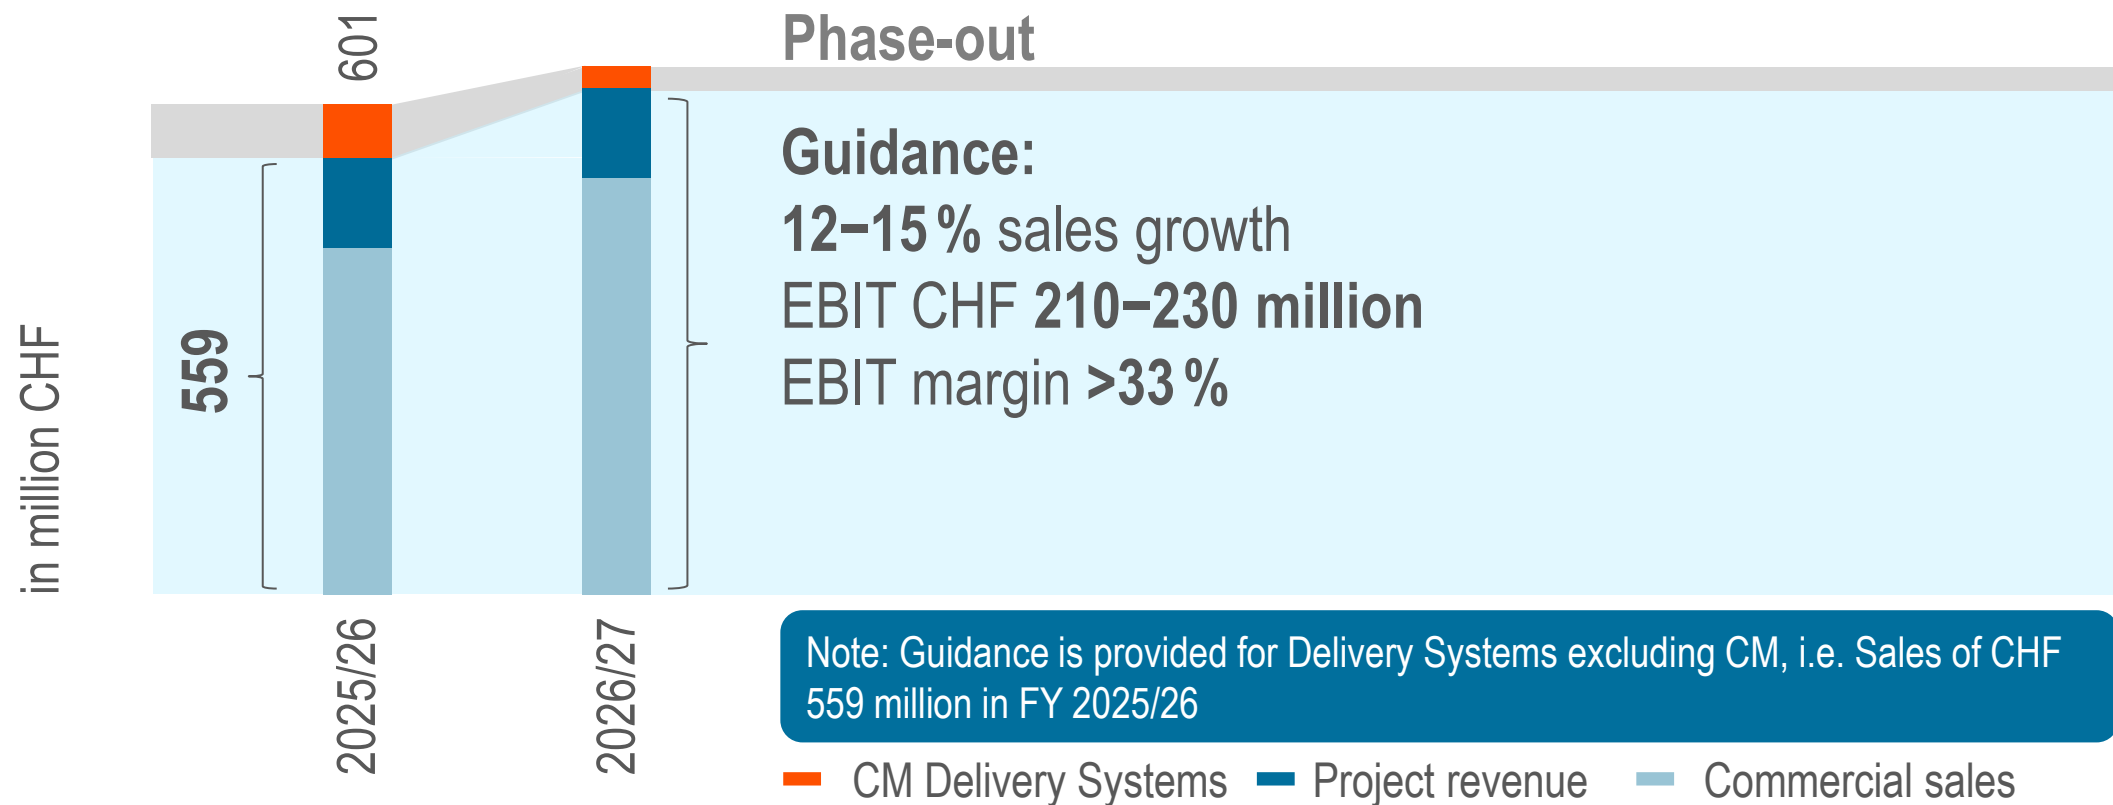 Phase-out
601
Guidance:
12–15 % sales growth
EBIT CHF 210–230 million
EBIT margin >33 %
559
in million CHF
2025/26
2026/27
Note: Guidance is provided for Delivery Systems excluding CM, i.e. Sales of CHF
559 million in FY 2025/26
CM Delivery Systems
Project revenue
Commercial sales